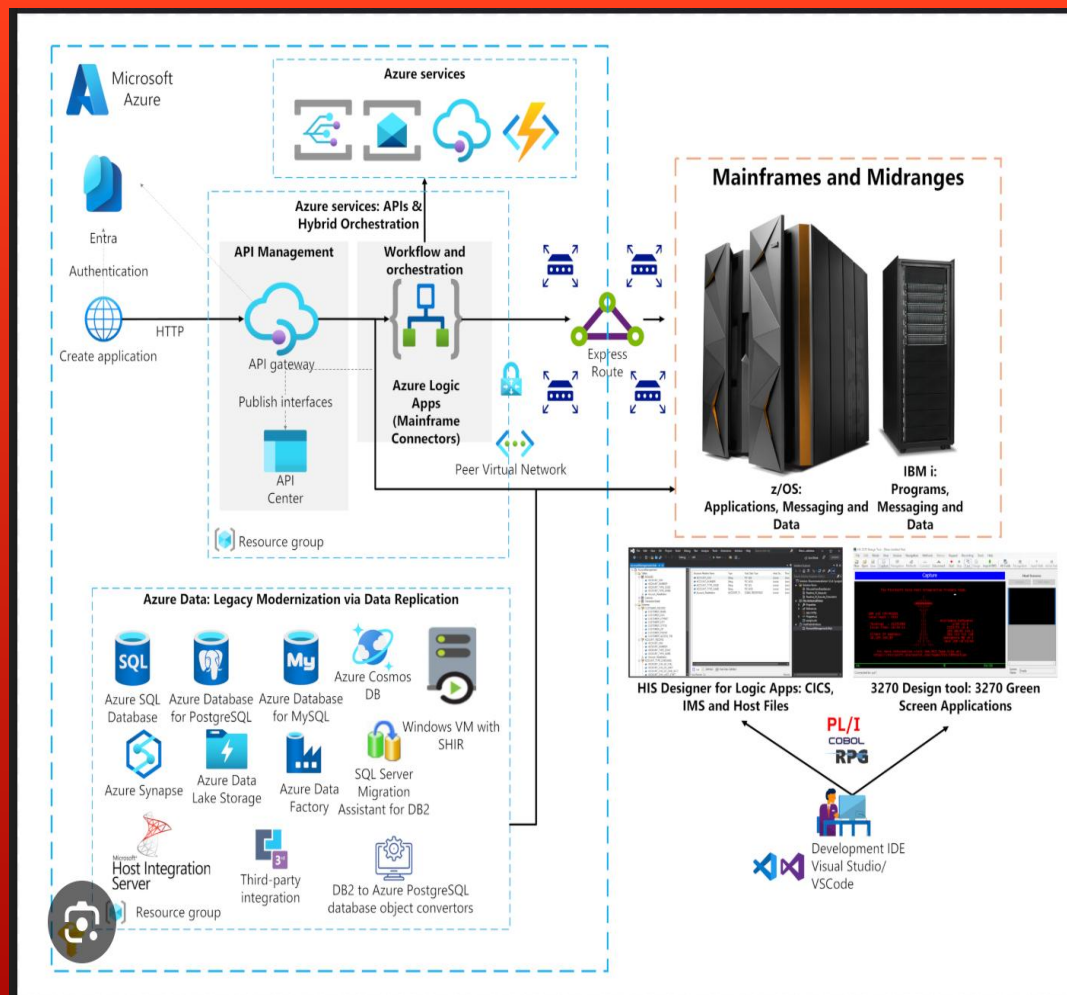 Microsoft
Azure
Azure services
Entra
Authentication
Create application
HTTP
Azure services: APIs &
Hybrid Orchestration
API Management
API gateway
Publish interfaces
API
Center
Workflow and
orchestration
Azure Logic
Apps
(Mainframe
Connectors)
Resource group
Peer Virtual Network
Express
Route
Mainframes and Midranges
z/OS:
Applications, Messaging and
Data
IBM i:
Programs,
Messaging and
Data
Azure Data: Legacy Modernization via Data Replication
SQL
Azure SQL
Database
Azure Database
for PostgreSQL
My
Azure Database
for MySQL
Azure Cosmos
DB
Windows VM with
SHIR
Azure Synapse
Azure Data
Lake Storage
Azure Data
Factory
SQL Server
Migration
Assistant for DB2
Microsoft
Host Integration
Server
3rd
Third-party
integration
DB2 to Azure PostgreSQL
database object convertors
Resource group
Capture
HIS Designer for Logic Apps: CICS,
IMS and Host Files
3270 Design tool: 3270 Green
Screen Applications
PL/I
COBOL
RPG
Development IDE
Visual Studio/
VSCode